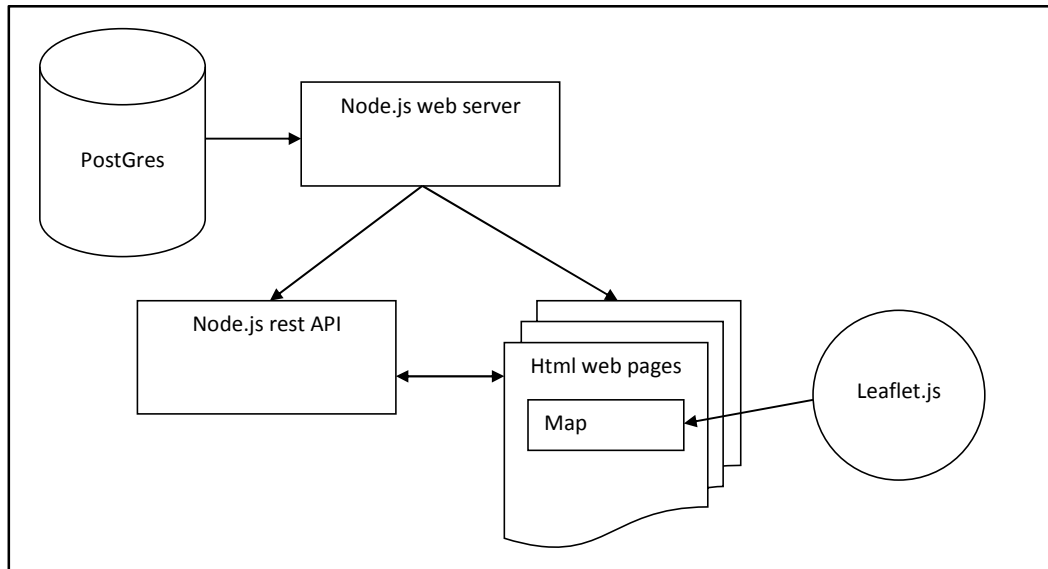 Node.js web server
PostGres
Node.js rest API
Html web pages
Map
Leaflet.js